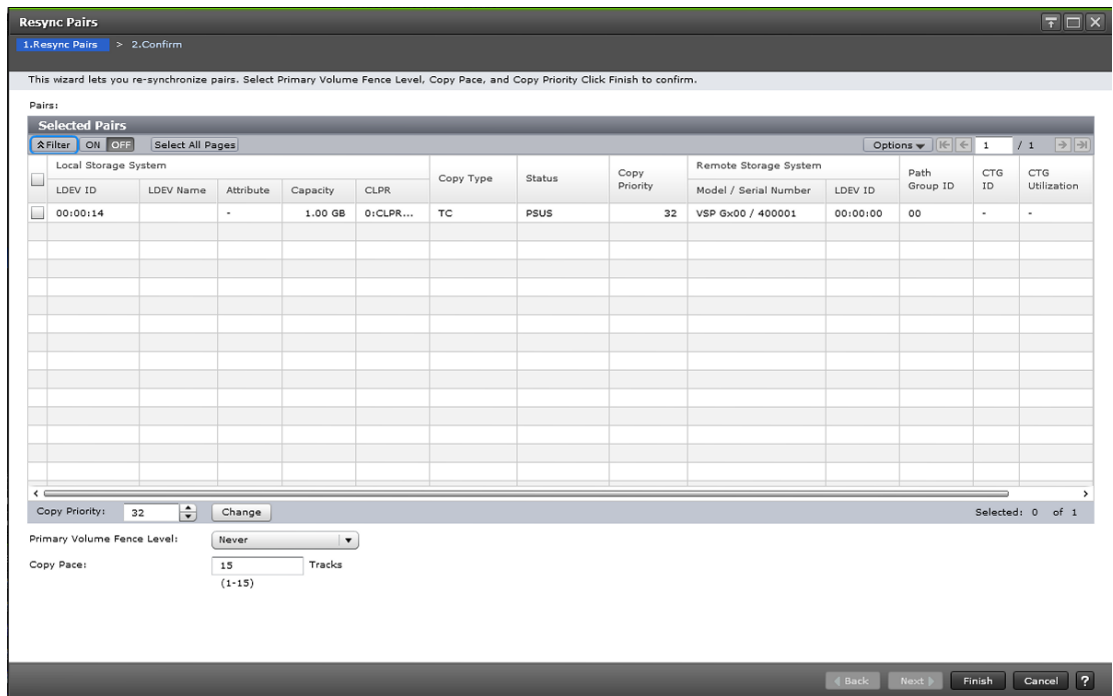 Resync Pairs
1.Resync Pairs > 2.Confirm
This wizard lets you re-synchronize pairs. Select Primary Volume Fence Level, Copy Pace, and Copy Priority Click Finish to confirm.
Pairs:
Selected Pairs
Filter ON OFF Select All Pages Options 1 / 1
Local Storage System Copy Type Status Copy Priority Remote Storage System Path Group ID CTG ID CTG Utilization
LDEV ID LDEV Name Attribute Capacity CLPR Model / Serial Number LDEV ID
00:00:14 - 1.00 GB 0:CLPR... TC PSUS 32 VSP Gx00 / 400001 00:00:00 00 - -
Copy Priority: 32 Change Selected: 0 of 1
Primary Volume Fence Level: Never
Copy Pace: 15 Tracks
(1-15)
Back Next Finish Cancel ?